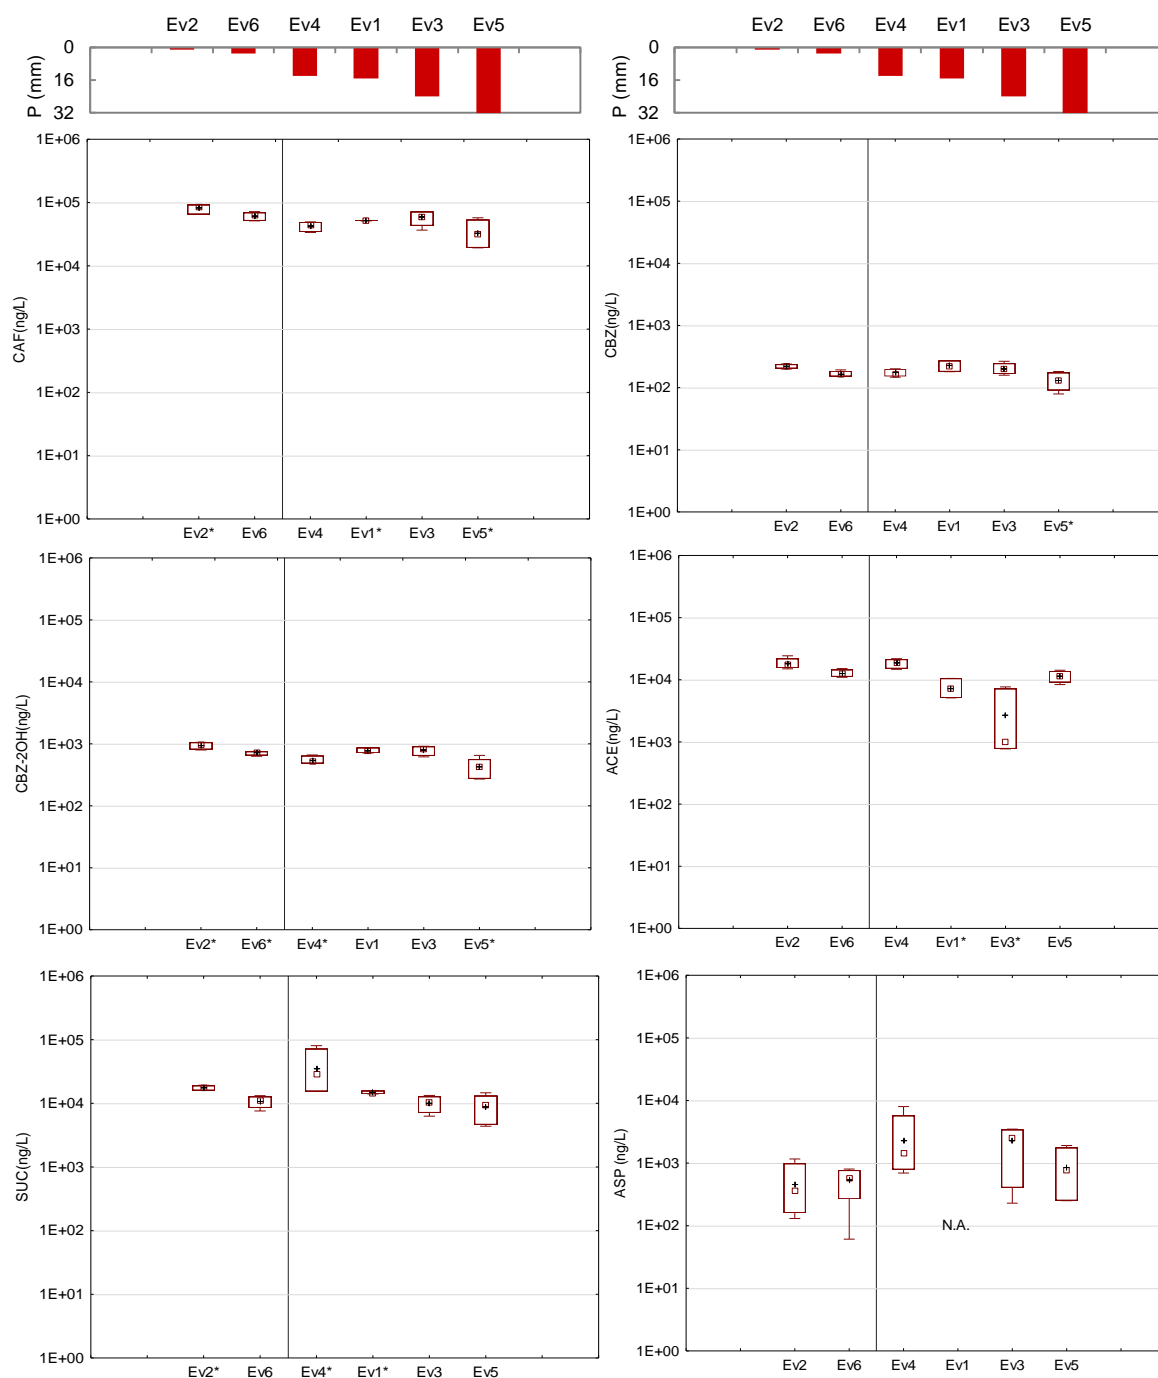 Ev2 Ev6 Ev4 Ev1 Ev3 Ev5
P (mm)
0
16
32
Ev2 Ev6 Ev4 Ev1 Ev3 Ev5
P (mm)
0
16
32
CAF(ng/L)
1E+06
1E+05
1E+04
1E+03
1E+02
1E+01
1E+00
Ev2* Ev6 Ev4 Ev1* Ev3 Ev5*
CBZ(ng/L)
1E+06
1E+05
1E+04
1E+03
1E+02
1E+01
1E+00
Ev2 Ev6 Ev4 Ev1 Ev3 Ev5*
CBZ-2OH(ng/L)
1E+06
1E+05
1E+04
1E+03
1E+02
1E+01
1E+00
Ev2* Ev6* Ev4* Ev1 Ev3 Ev5*
ACE(ng/L)
1E+06
1E+05
1E+04
1E+03
1E+02
1E+01
1E+00
Ev2 Ev6 Ev4 Ev1* Ev3* Ev5
SUC(ng/L)
1E+06
1E+05
1E+04
1E+03
1E+02
1E+01
1E+00
Ev2* Ev6 Ev4* Ev1* Ev3 Ev5
ASP (ng/L)
1E+06
1E+05
1E+04
1E+03
1E+02
1E+01
1E+00
N.A.
Ev2 Ev6 Ev4 Ev1 Ev3 Ev5